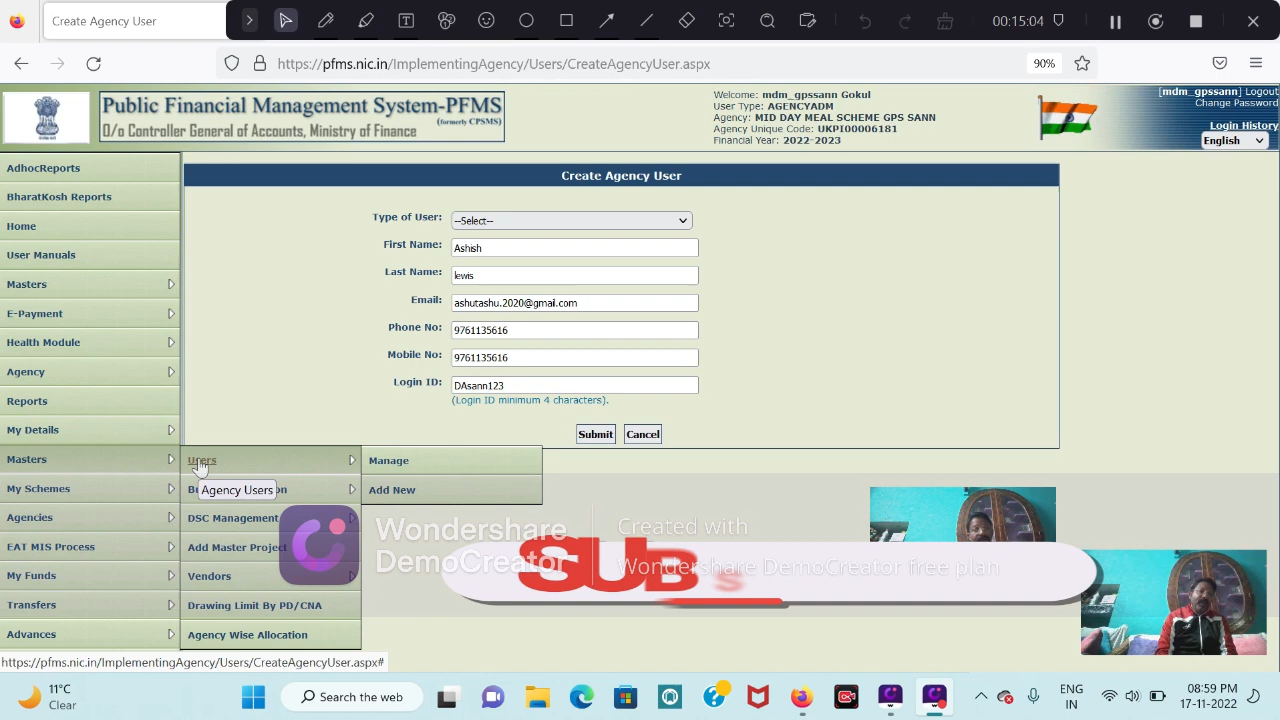 Create Agency User
00:15:04
https://pfms.nic.in/ImplementingAgency/Users/CreateAgencyUser.aspx
90%
Public Financial Management System-PFMS
(formerly CPSMS)
O/o Controller General of Accounts, Ministry of Finance
Welcome: mdm_gpssann Gokul
User Type: AGENCYADM
Agency: MID DAY MEAL SCHEME GPS SANN
Agency Unique Code: UKPI00006181
Financial Year: 2022-2023
[mdm_gpssann] Logout
Change Password
Login History
English
AdhocReports
BharatKosh Reports
Home
User Manuals
Masters
E-Payment
Health Module
Agency
Reports
My Details
Masters
My Schemes
Agencies
EAT MIS Process
My Funds
Transfers
Advances
Create Agency User
Type of User: --Select--
First Name: Ashish
Last Name: lewis
Email: ashutashu.2020@gmail.com
Phone No: 9761135616
Mobile No: 9761135616
Login ID: DAsann123
(Login ID minimum 4 characters).
Submit Cancel
Users
Agency Users
DSC Management
Add Master Project
Vendors
Drawing Limit By PD/CNA
Agency Wise Allocation
Manage
Add New
Wondershare
DemoCreator
Created with
Wondershare DemoCreator free plan
SUBS
https://pfms.nic.in/ImplementingAgency/Users/CreateAgencyUser.aspx#
11°C
Clear
Search the web
ENG
IN
08:59 PM
17-11-2022